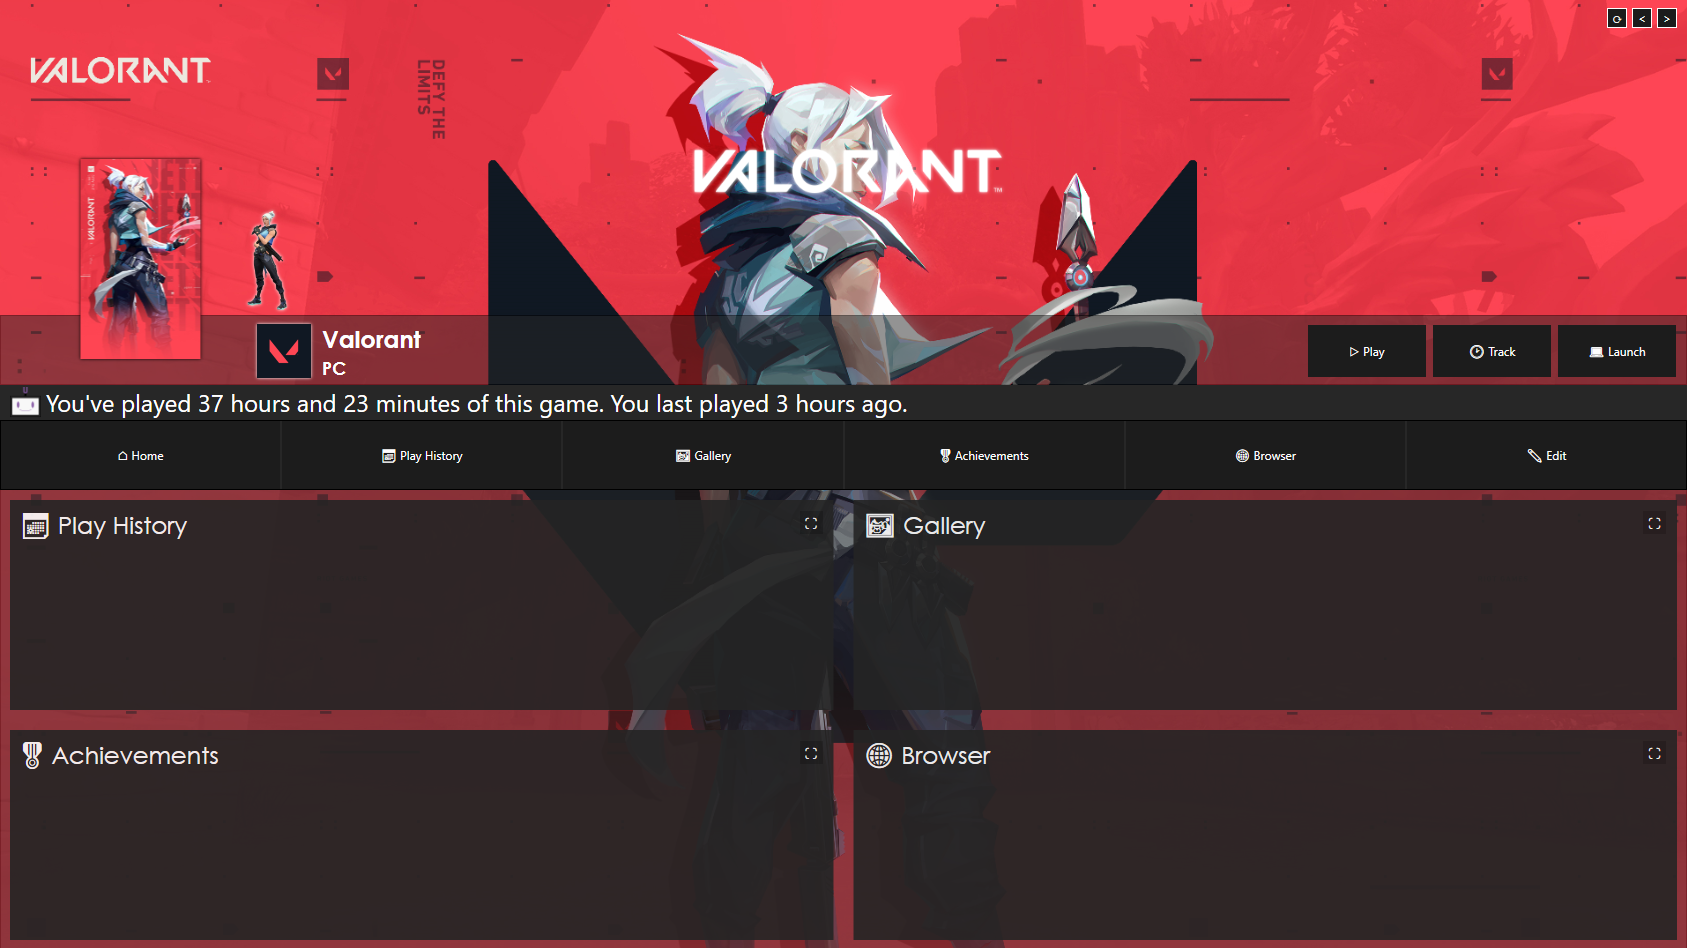 ⟳ < >
VALORANT
DEFY THE
LIMITS
VALORANT™
VALORANT
Valorant
PC
Play
Track
Launch
You've played 37 hours and 23 minutes of this game. You last played 3 hours ago.
Home
Play History
Gallery
Achievements
Browser
Edit
Play History
Gallery
Achievements
Browser